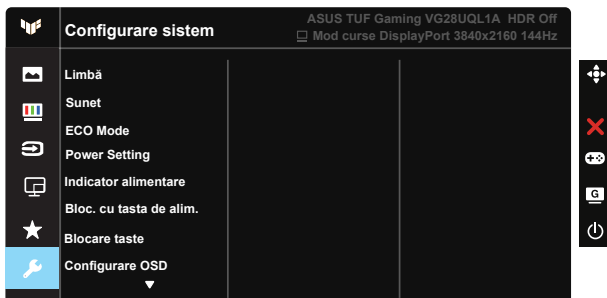 Configurare sistem
ASUS TUF Gaming VG28UQL1A HDR Off
Mod curse DisplayPort 3840x2160 144Hz
Limbă
Sunet
ECO Mode
Power Setting
Indicator alimentare
Bloc. cu tasta de alim.
Blocare taste
Configurare OSD
G